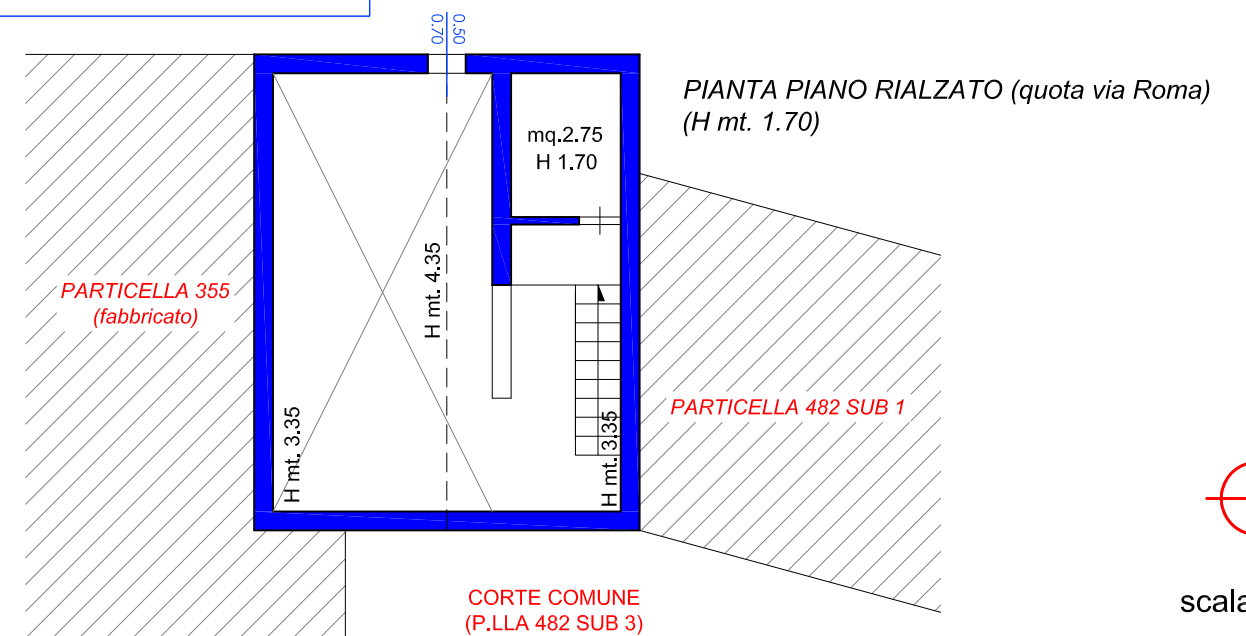 0.50
0.70
PIANTA PIANO RIALZATO (quota via Roma)
(H mt. 1.70)
mq.2.75
H 1.70
H mt. 4.35
PARTICELLA 355
(fabbricato)
H mt. 3.35
H mt. 3.35
PARTICELLA 482 SUB 1
CORTE COMUNE
(P.LLA 482 SUB 3)
scala